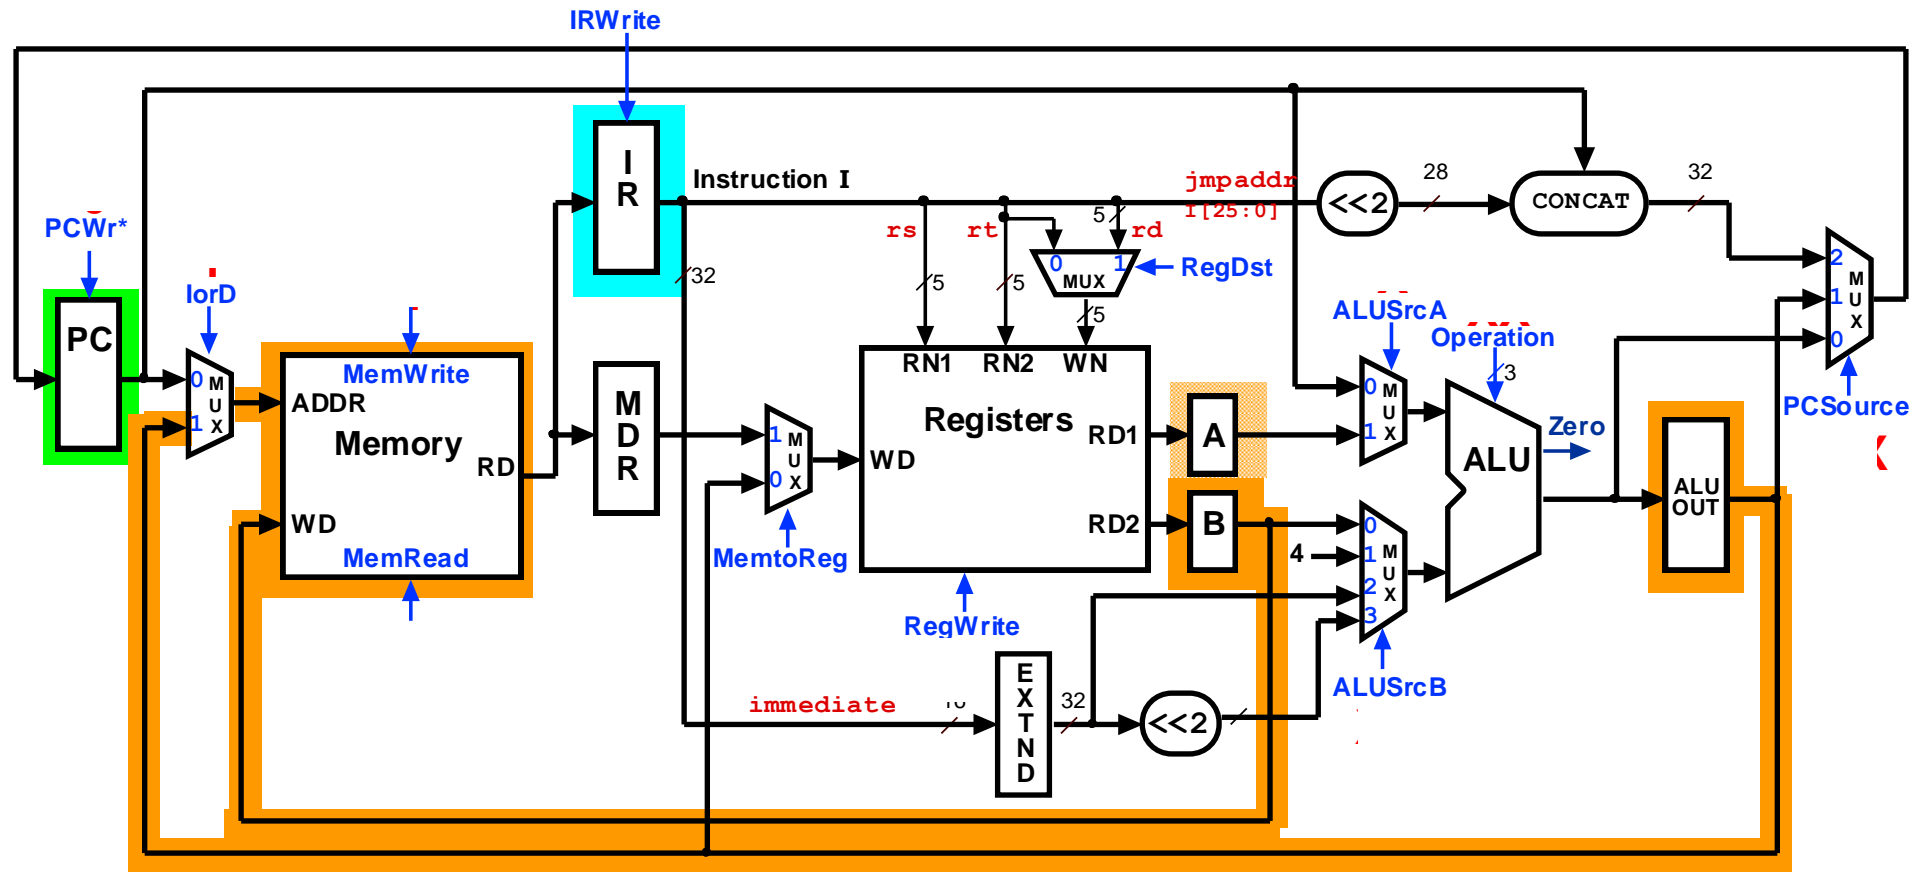 IRWrite
I
R
Instruction I
jmpaddr
I[25:0]
<<2
28
CONCAT
32
rs
rt
5
rd
0
1
MUX
RegDst
32
5
5
5
PCWr*
PC
IorD
0
M
U
X
1
MemWrite
ADDR
Memory
RD
WD
MemRead
M
D
R
1
M
U
X
0
MemtoReg
RN1
RN2
WN
Registers
RD1
WD
RD2
RegWrite
A
B
4
ALUSrcA
0
M
U
X
1
Operation
3
0
1
2
3
M
U
X
ALUSrcB
ALU
Zero
ALU
OUT
2
1
0
M
U
X
PCSource
immediate
E
X
T
N
D
32
<<2